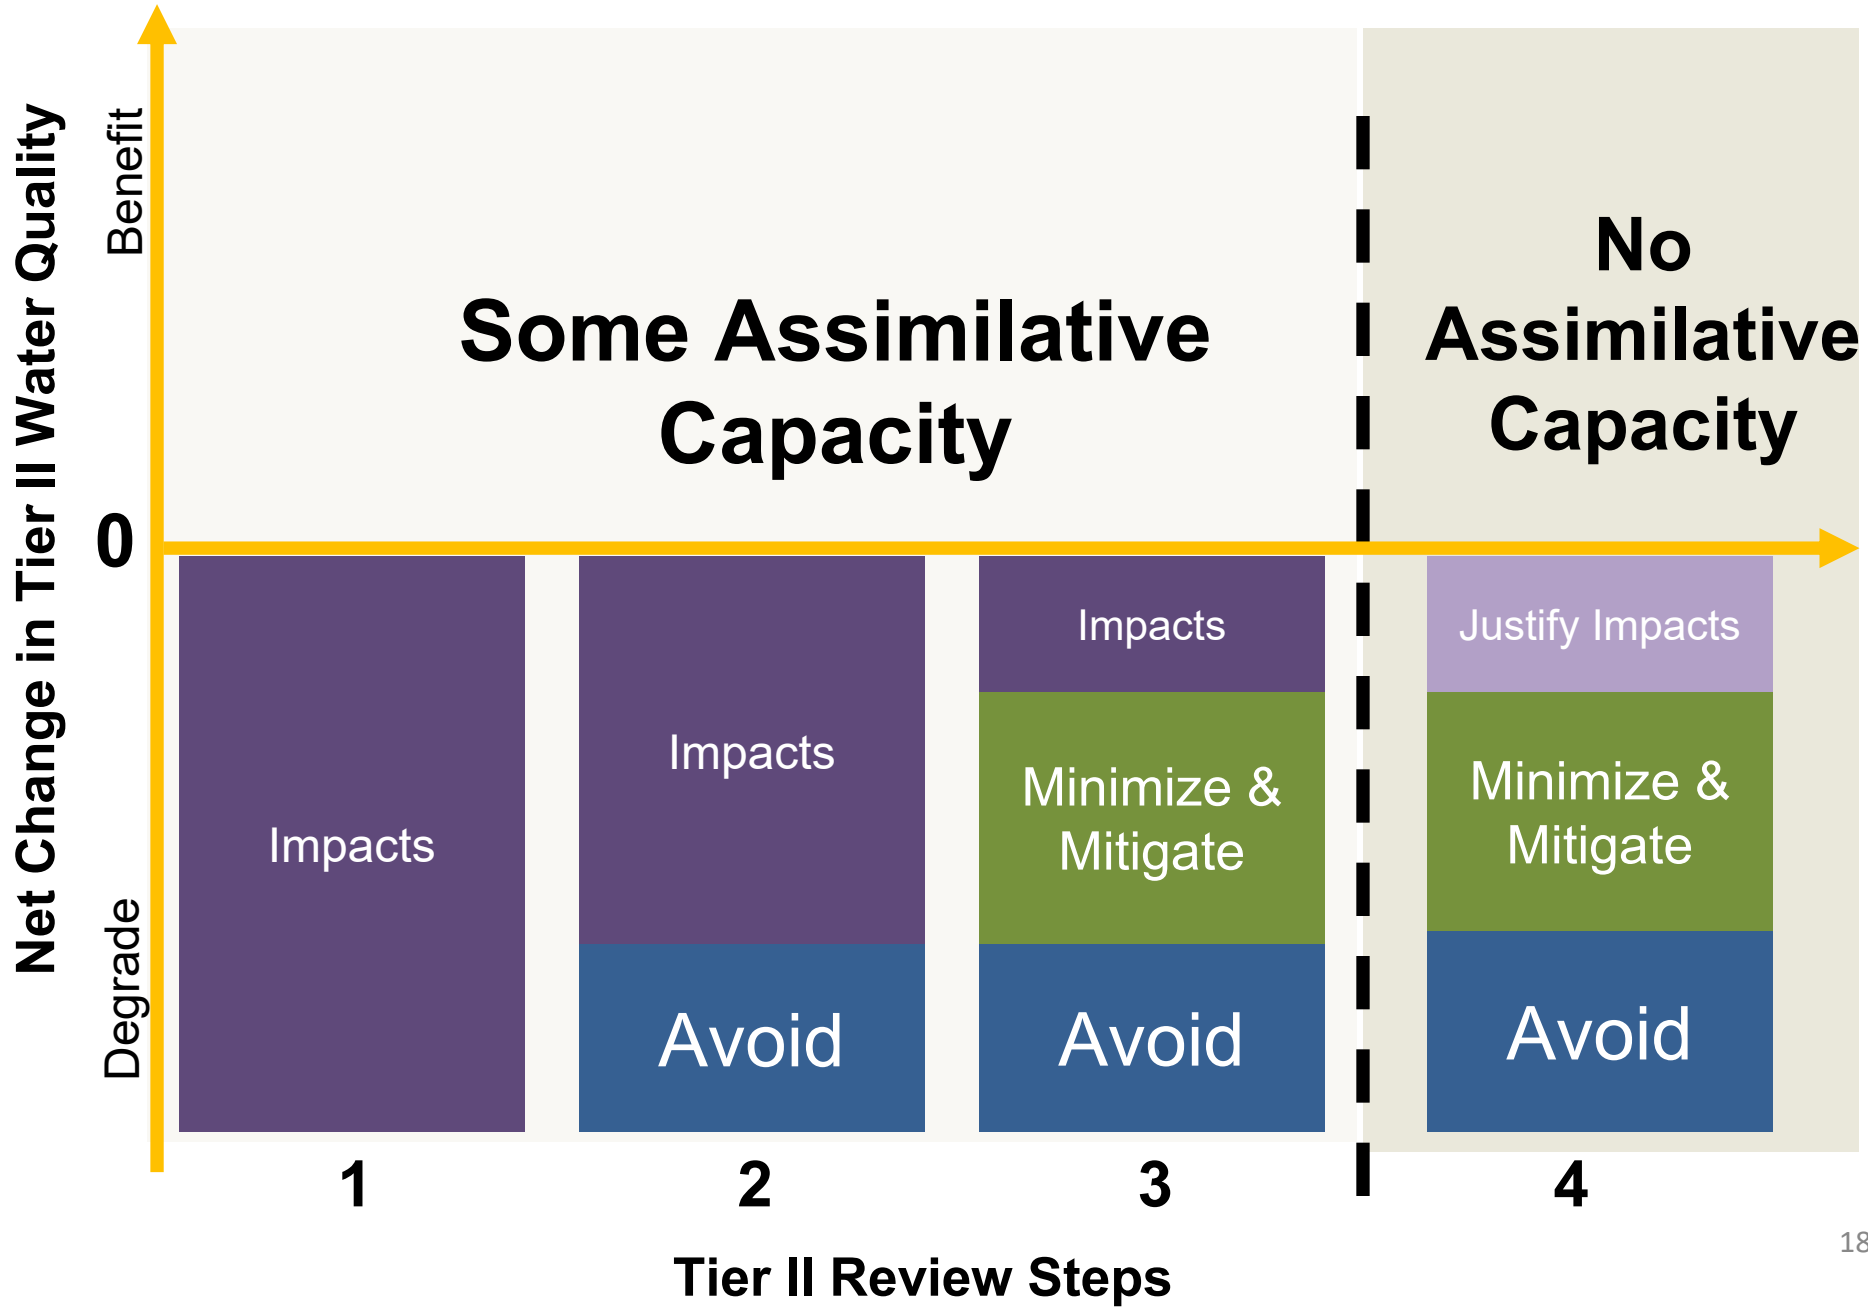 Net Change in Tier II Water Quality
Benefit
Degrade
0
Some Assimilative
Capacity
No
Assimilative
Capacity
Impacts
Impacts
Avoid
Impacts
Minimize &
Mitigate
Avoid
Justify Impacts
Minimize &
Mitigate
Avoid
1
2
3
4
Tier II Review Steps
18